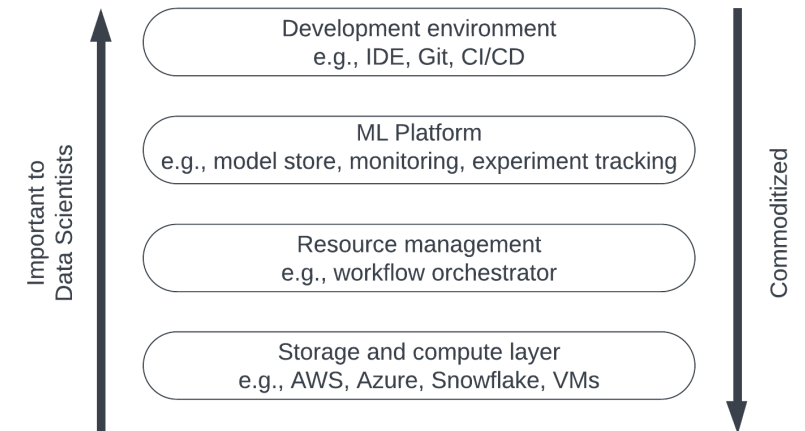 Development environment
e.g., IDE, Git, CI/CD
ML Platform
e.g., model store, monitoring, experiment tracking
Resource management
e.g., workflow orchestrator
Storage and compute layer
e.g., AWS, Azure, Snowflake, VMs
Important to
Data Scientists
Commoditized